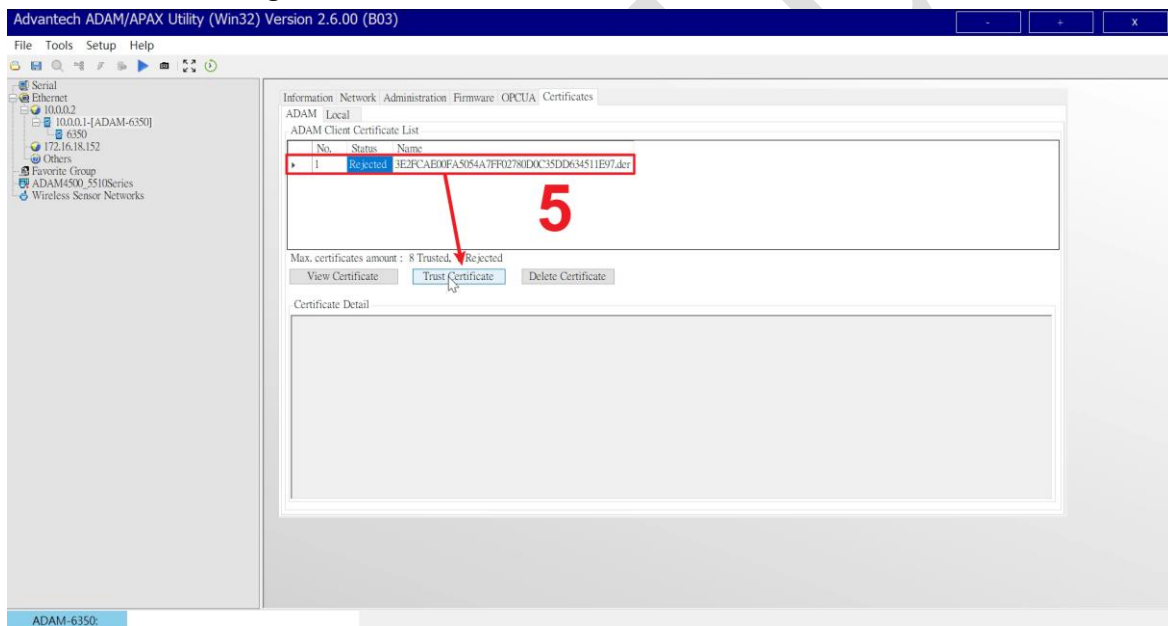 Advantech ADAM/APAX Utility (Win32) Version 2.6.00 (B03)
- + x
File Tools Setup Help
Serial
Ethernet
10.0.0.2
10.0.0.1-[ADAM-6350]
6350
172.16.18.152
Others
Favorite Group
ADAM4500_5510Series
Wireless Sensor Networks
Information Network Administration Firmware OPCUA Certificates
ADAM Local
ADAM Client Certificate List
No. Status Name
1 Rejected 3E2FCAE00FA5054A7FF02780D0C35DD634511E97.der
5
Max. certificates amount : 8 Trusted, Rejected
View Certificate Trust Certificate Delete Certificate
Certificate Detail
ADAM-6350: